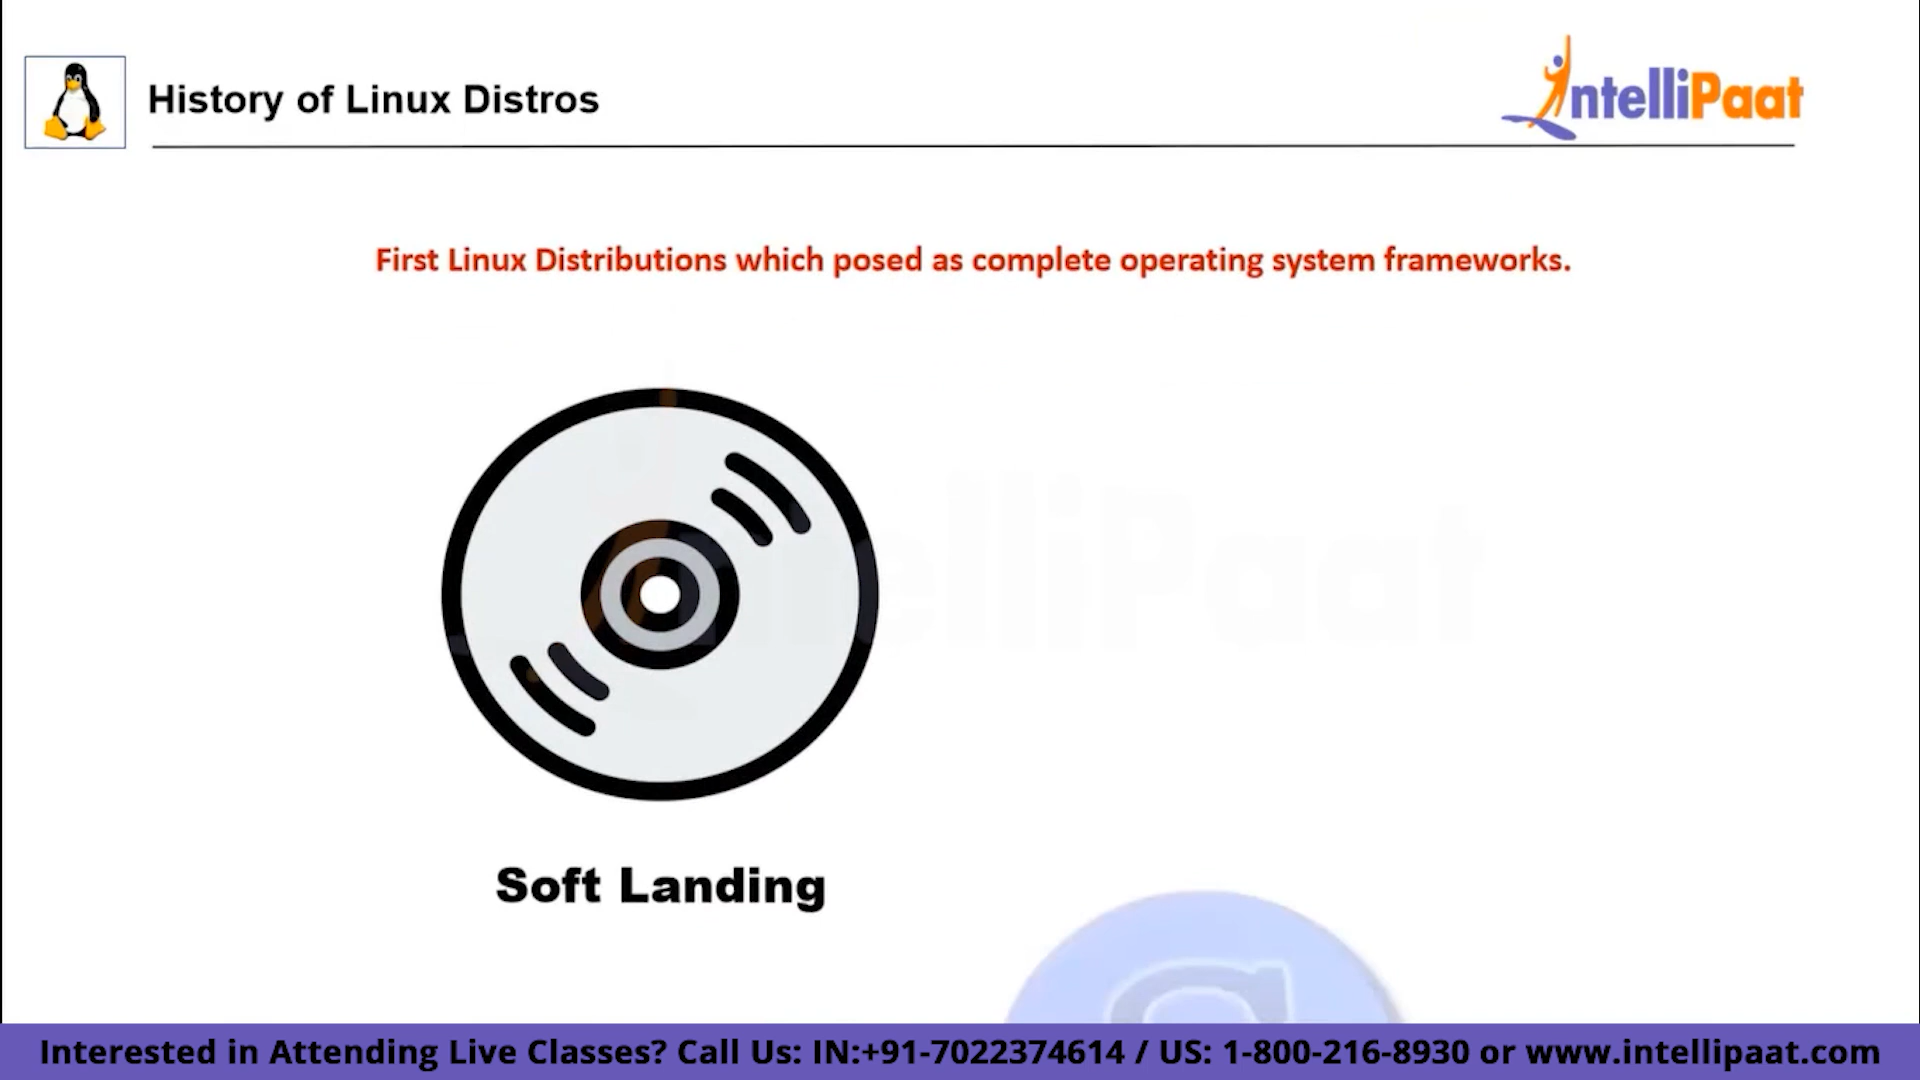 History of Linux Distros
IntelliPaat
First Linux Distributions which posed as complete operating system frameworks.
IntelliPaat
Soft Landing
S
Interested in Attending Live Classes? Call Us: IN:+91-7022374614 / US: 1-800-216-8930 or www.intellipaat.com